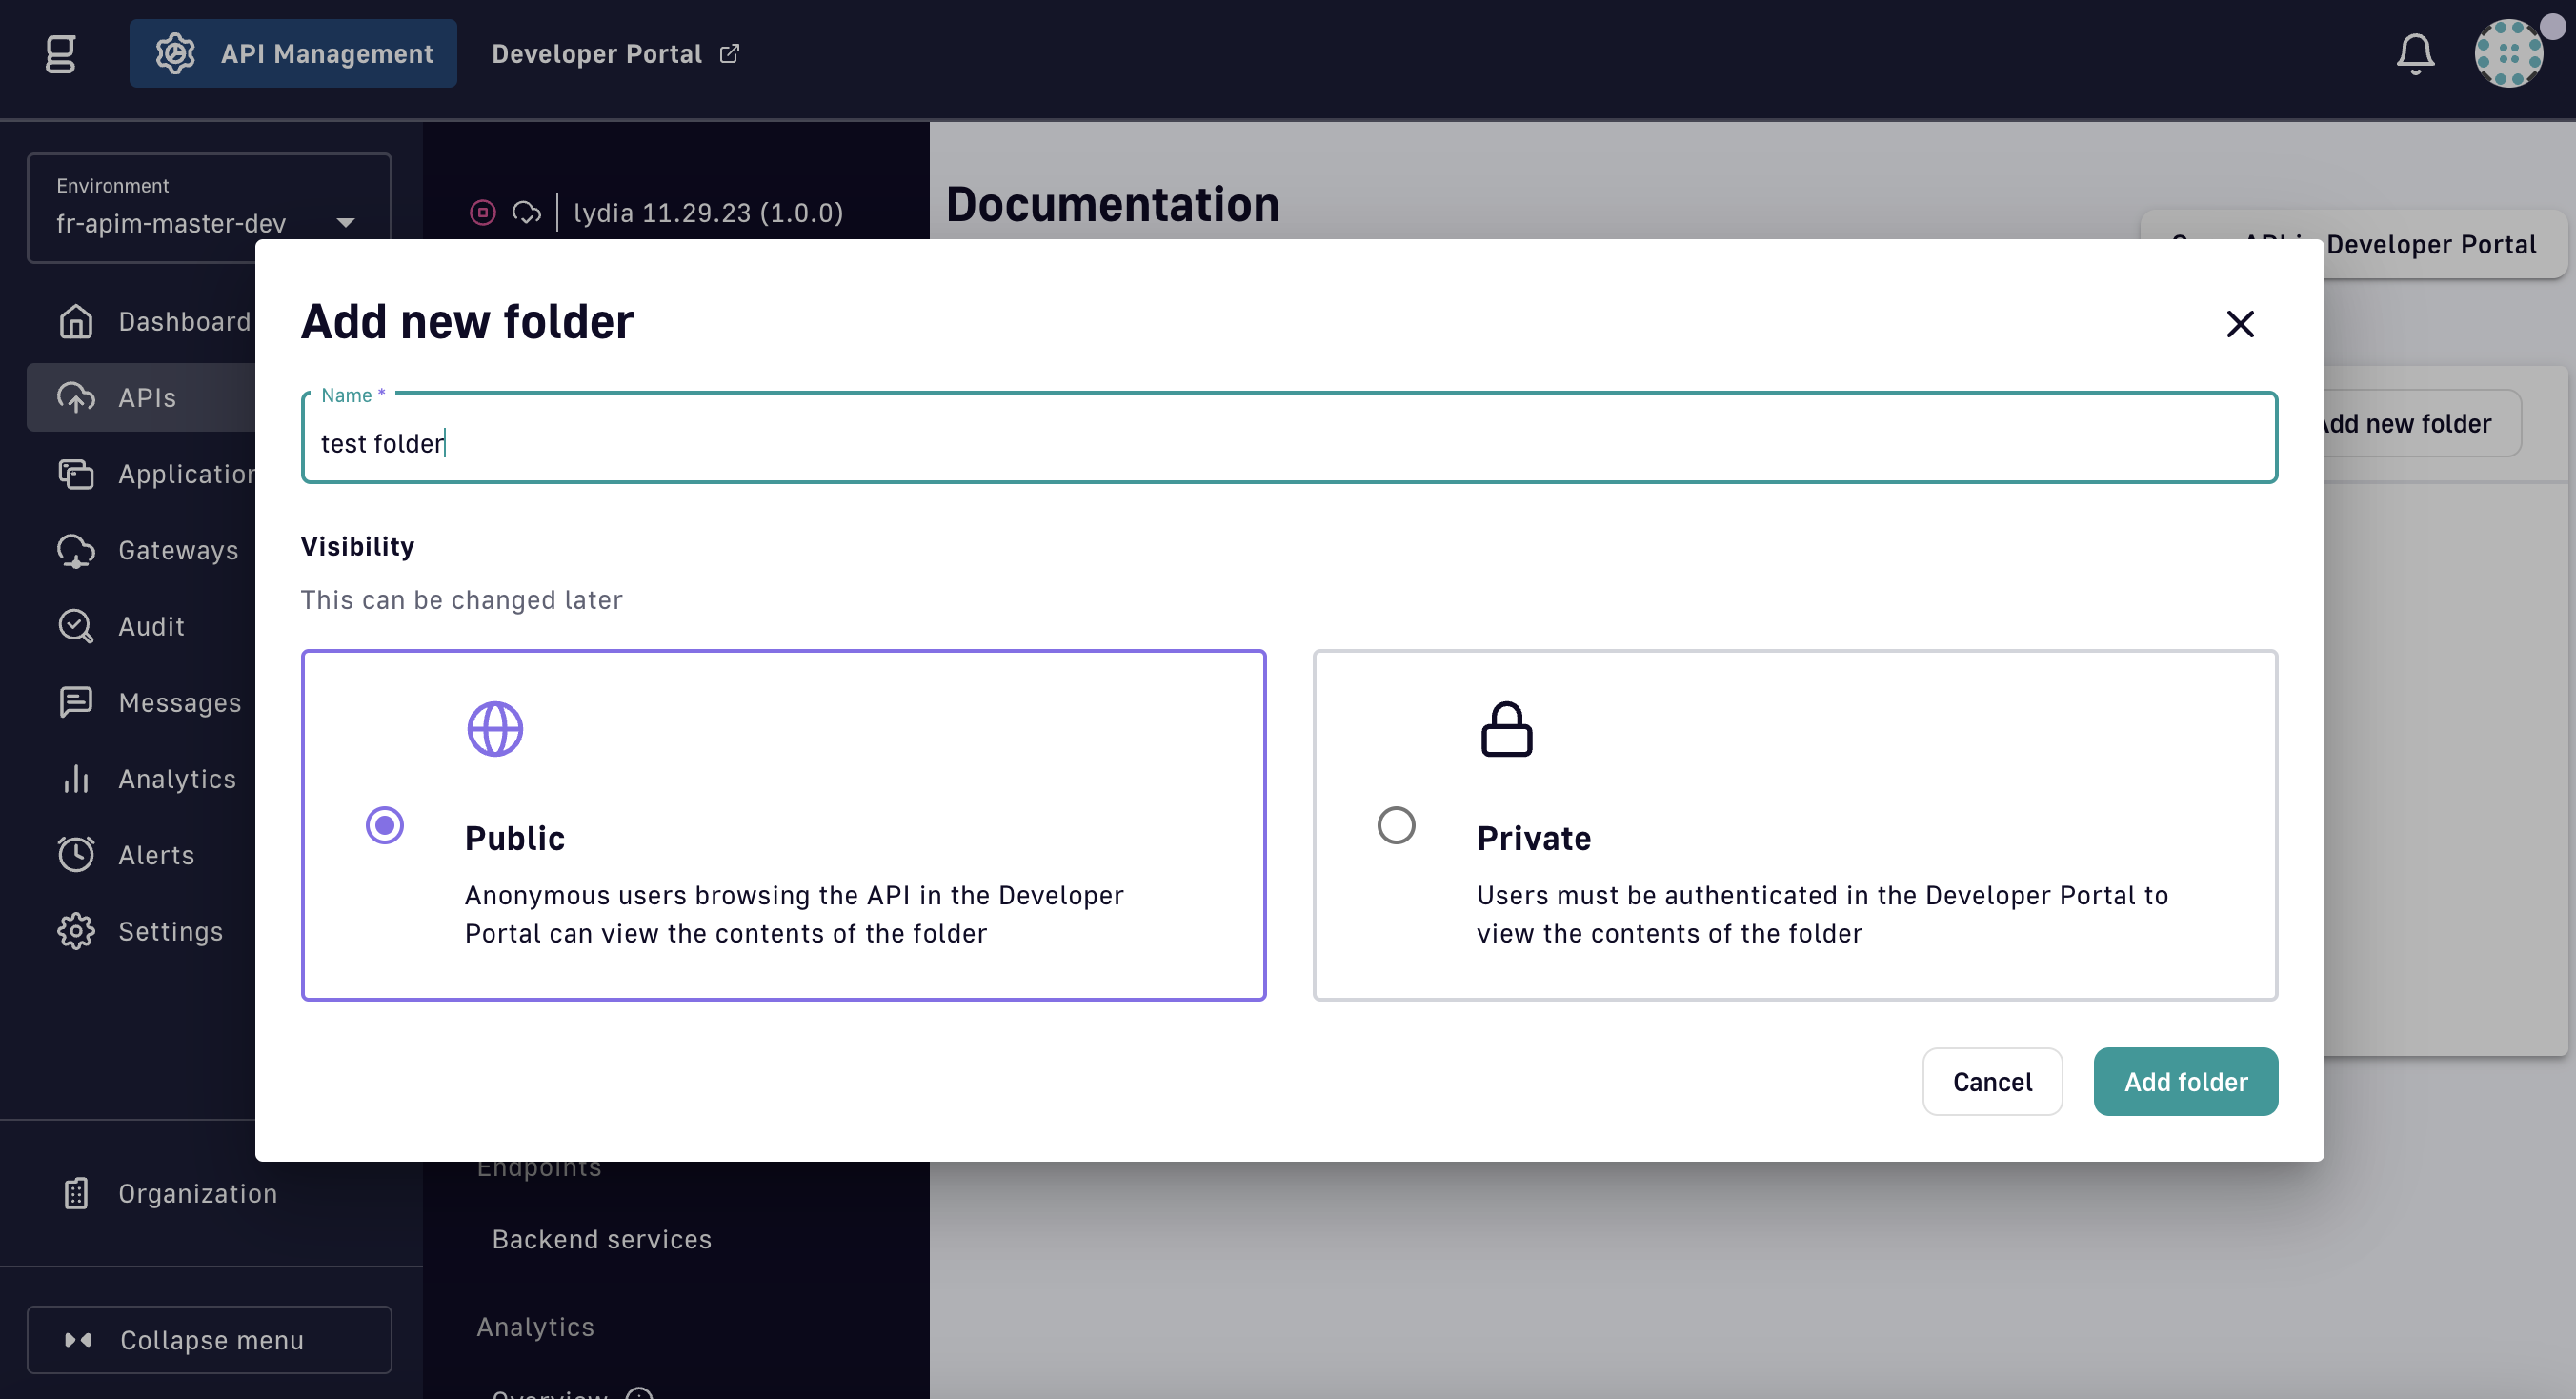 API Management
Developer Portal
Environment
fr-apim-master-dev
lydia 11.29.23 (1.0.0)
Documentation
Developer Portal
Dashboard
APIs
Gateways
Audit
Messages
Analytics
Alerts
Settings
Organization
Collapse menu
Add new folder
Name *
test folder
Visibility
This can be changed later
Public
Anonymous users browsing the API in the Developer
Portal can view the contents of the folder
Private
Users must be authenticated in the Developer Portal to
view the contents of the folder
Cancel
Add folder
new folder
Endpoints
Backend services
Analytics
Overview